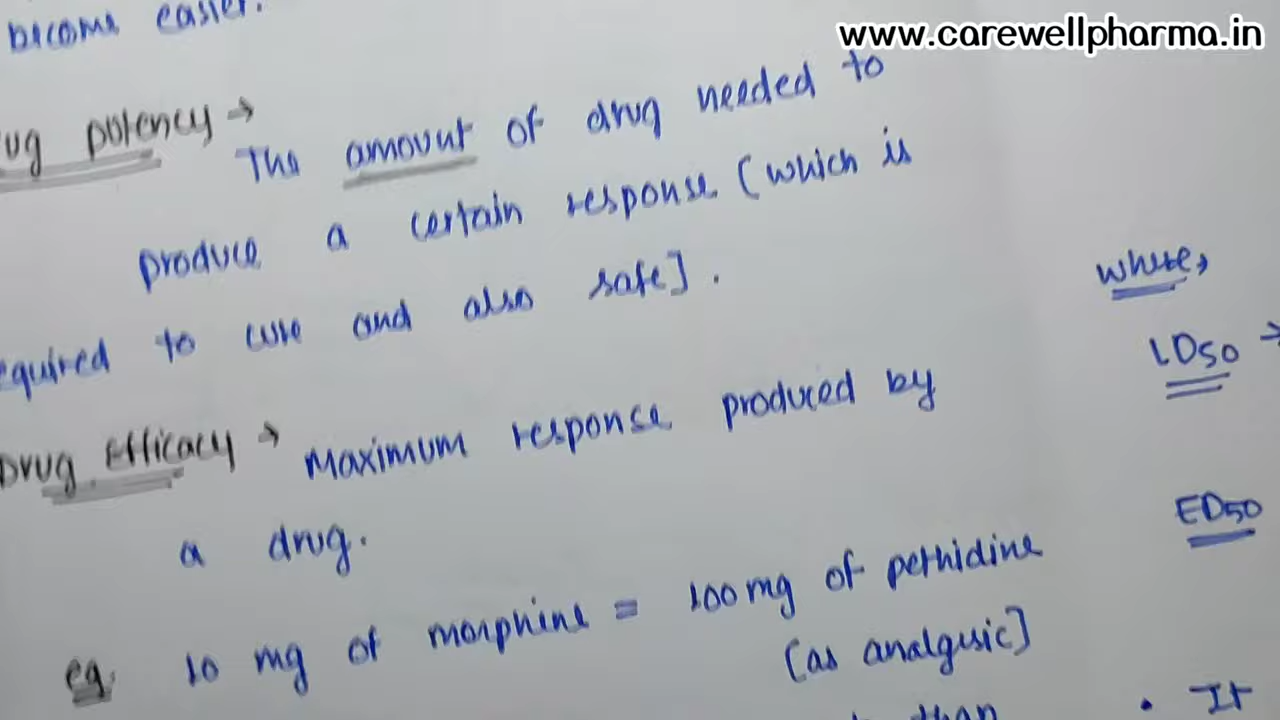 www.carewellpharma.in
become easier.
ug potency →
The amount of drug needed to
produce a certain response (which is
equired to cure and also safe].
Drug Efficacy → Maximum response produced by
a drug.
eg. 10 mg of morphine = 100 mg of pethidine
(as analgesic]
than
where,
LD50 →
ED50
• It